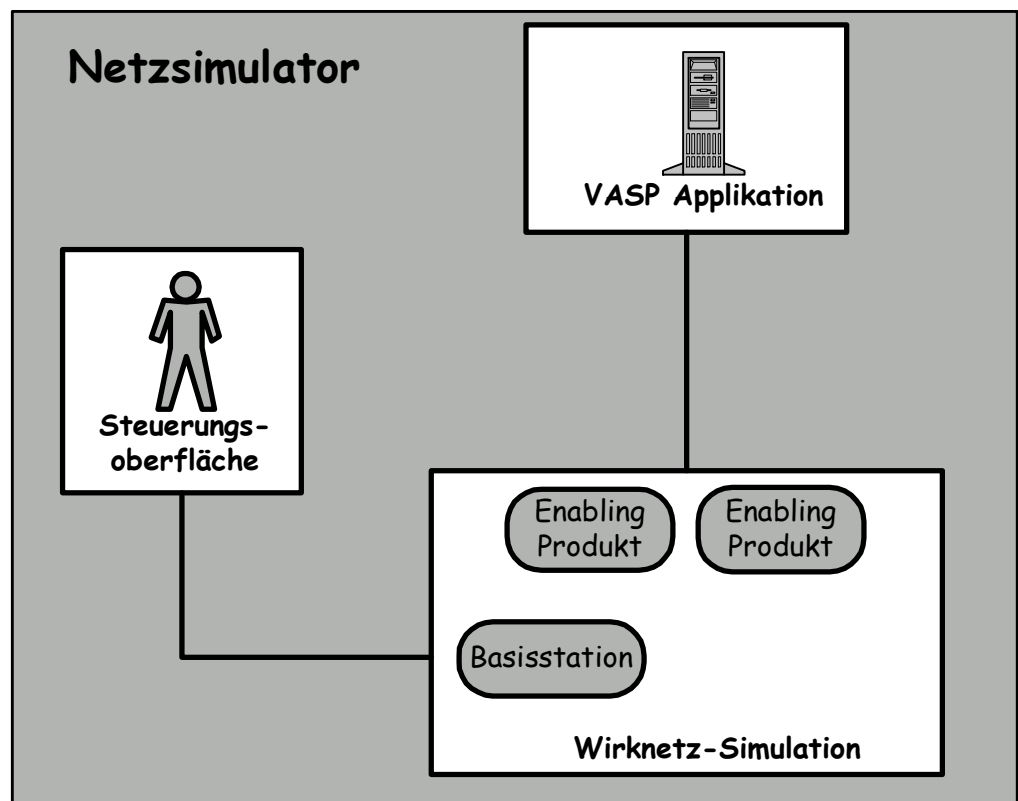 Netzsimulator
VASP Applikation
Steuerungs-
oberfläche
Enabling
Produkt
Enabling
Produkt
Basisstation
Wirknetz-Simulation